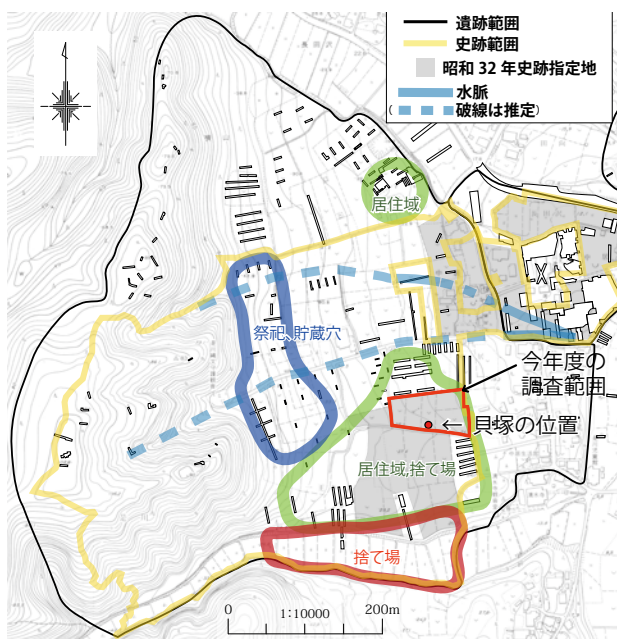 遺跡範囲
史跡範囲
昭和 32 年史跡指定地
水脈
( 破線は推定)
居住域
祭祀、貯蔵穴
今年度の
調査範囲
← 貝塚の位置
居住域,捨て場
捨て場
0 1:10000 200m